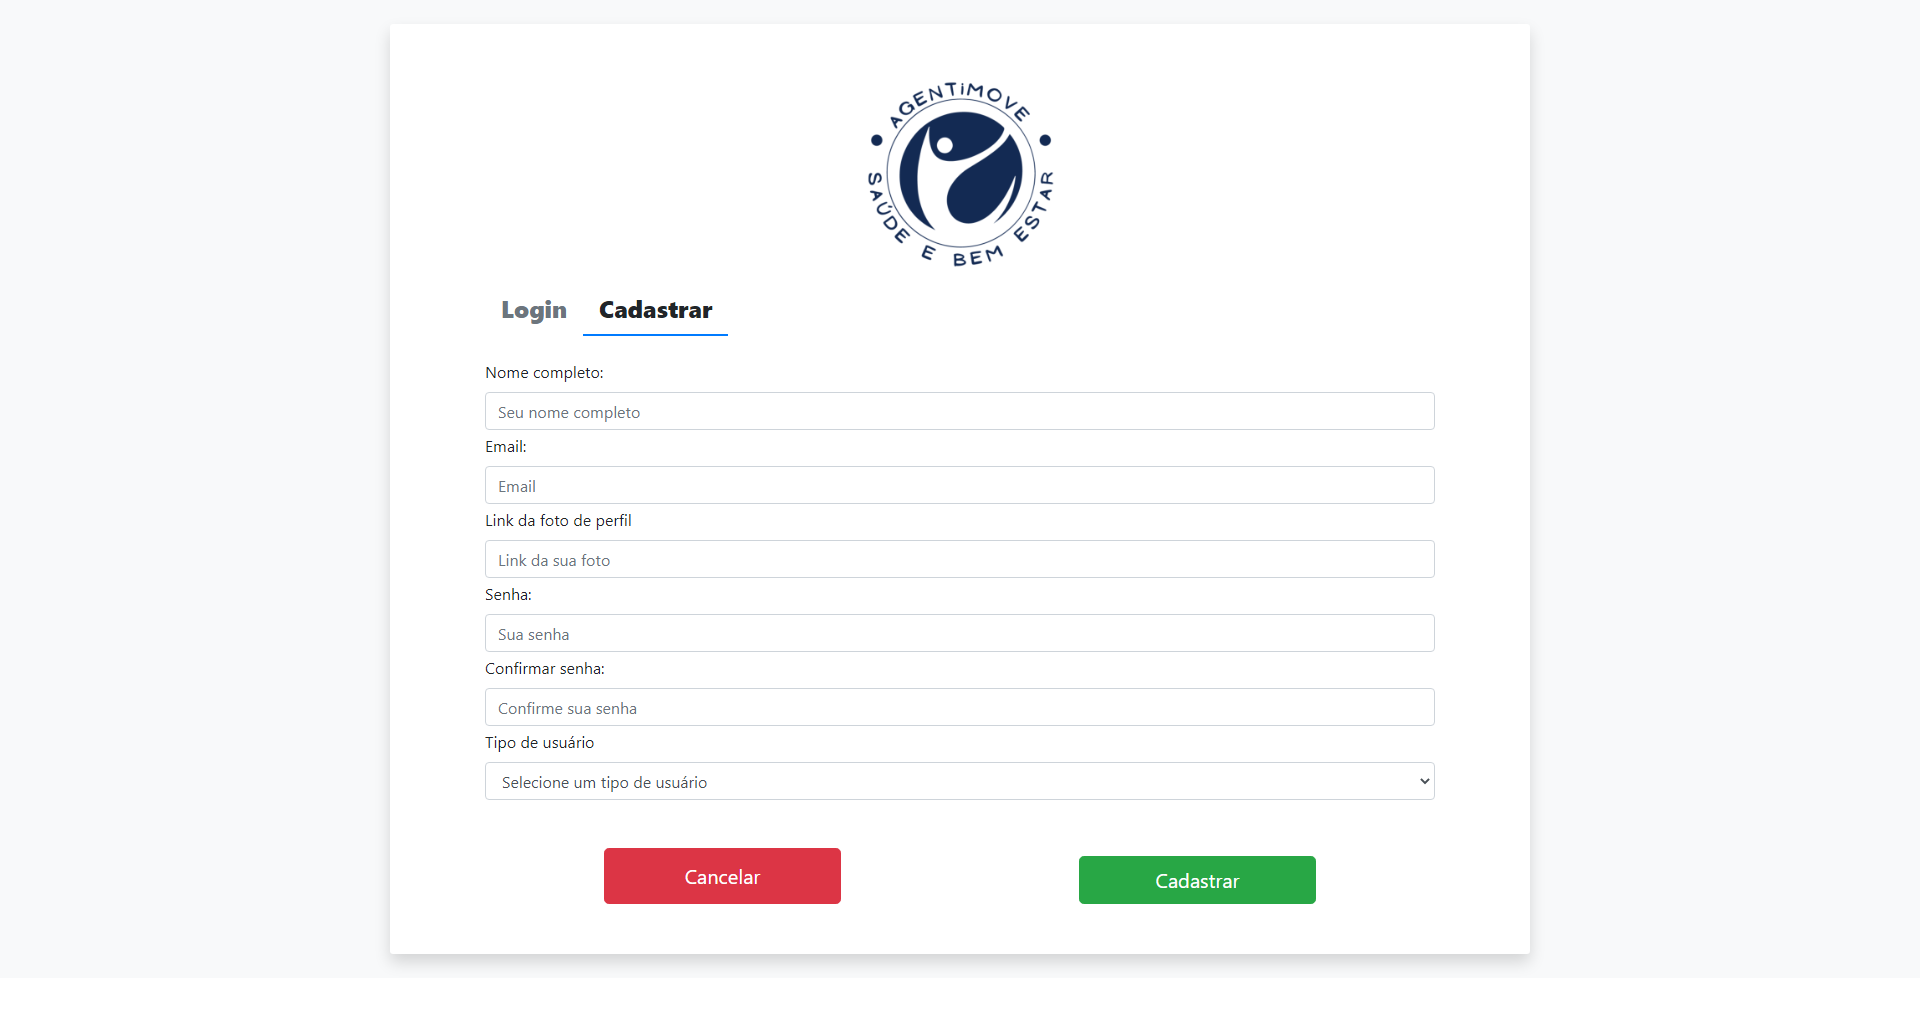 AGENTiMOVE
SAÚDE E BEM ESTAR
Login Cadastrar
Nome completo:
Seu nome completo
Email:
Email
Link da foto de perfil
Link da sua foto
Senha:
Sua senha
Confirmar senha:
Confirme sua senha
Tipo de usuário
Selecione um tipo de usuário
Cancelar Cadastrar